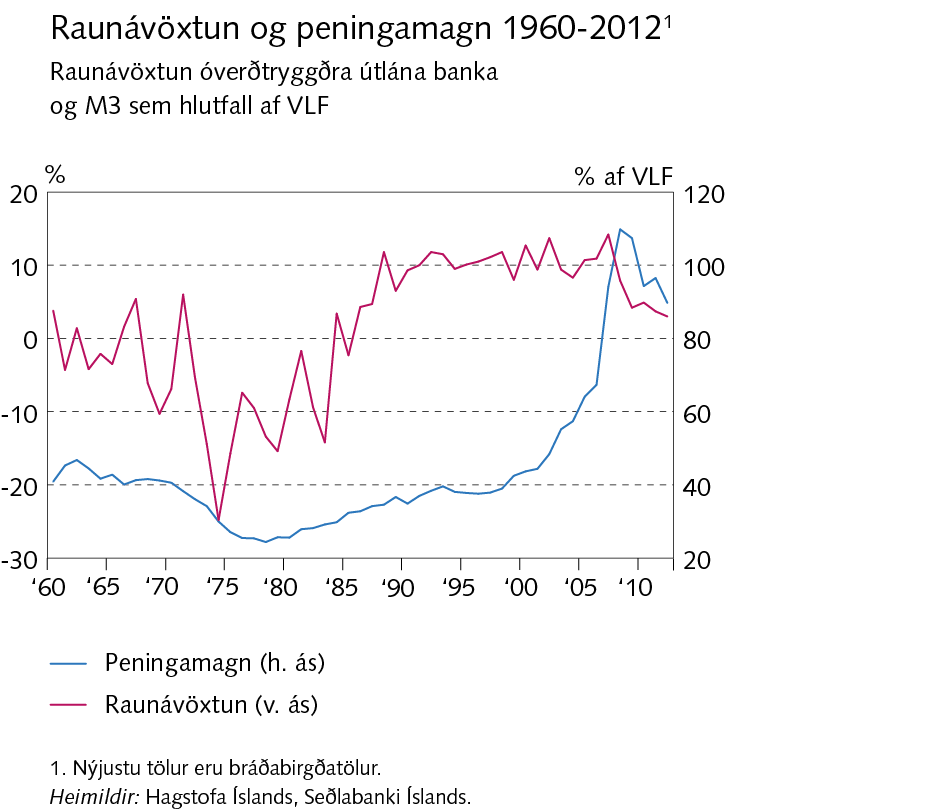 Raunávöxtun og peningamagn 1960-2012¹
Raunávöxtun óverðtryggðra útlána banka
og M3 sem hlutfall af VLF
% % af VLF
20 120
10 100
0 80
-10 60
-20 40
-30 20
‘60 ‘65 ‘70 ‘75 ‘80 ‘85 ‘90 ‘95 ‘00 ‘05 ‘10
Peningamagn (h. ás)
Raunávöxtun (v. ás)
1. Nýjustu tölur eru bráðabirgðatölur.
Heimildir: Hagstofa Íslands, Seðlabanki Íslands.